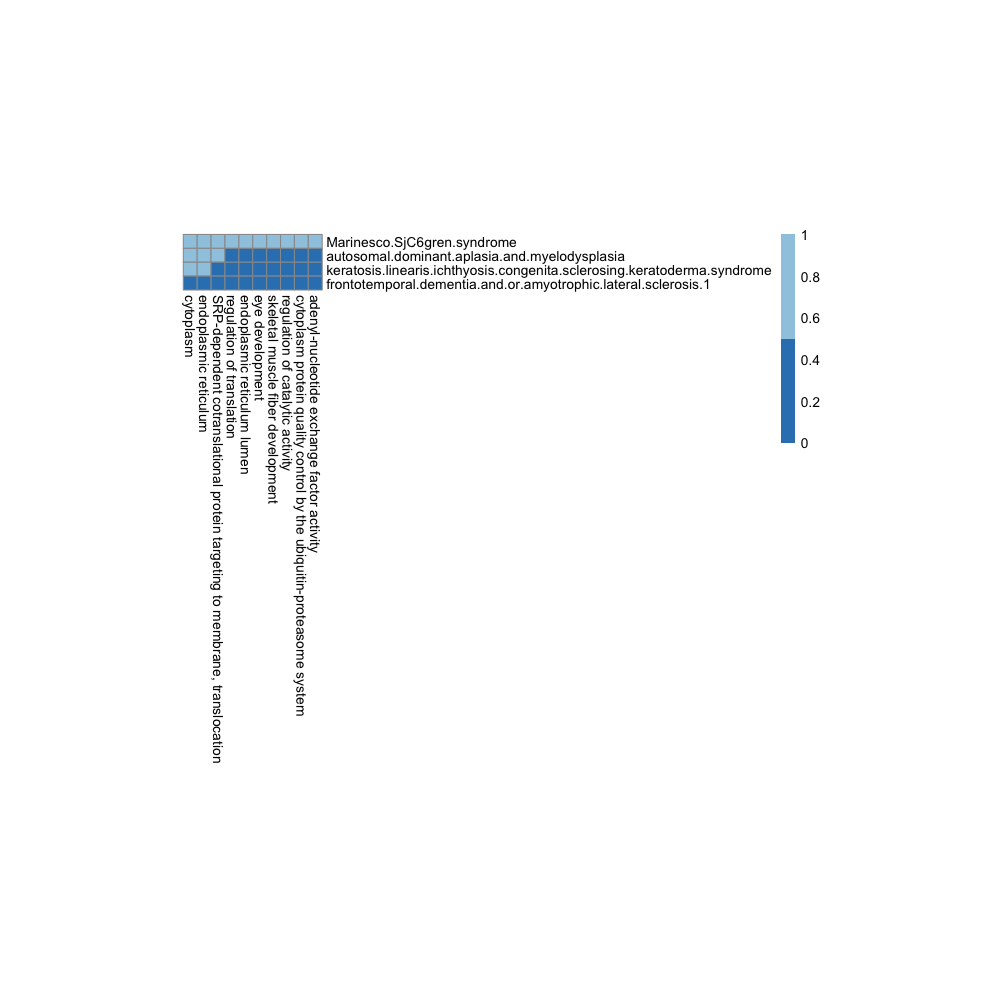 Marinesco.SjC6gren.syndrome
autosomal.dominant.aplasia.and.myelodysplasia
keratosis.linearis.ichthyosis.congenita.sclerosing.keratoderma.syndrome
frontotemporal.dementia.and.or.amyotrophic.lateral.sclerosis.1
cytoplasm
endoplasmic reticulum
SRP-dependent cotranslational protein targeting to membrane, translocation
regulation of translation
endoplasmic reticulum lumen
eye development
skeletal muscle fiber development
regulation of catalytic activity
cytoplasm protein quality control by the ubiquitin-proteasome system
adenyl-nucleotide exchange factor activity
1
0.8
0.6
0.4
0.2
0